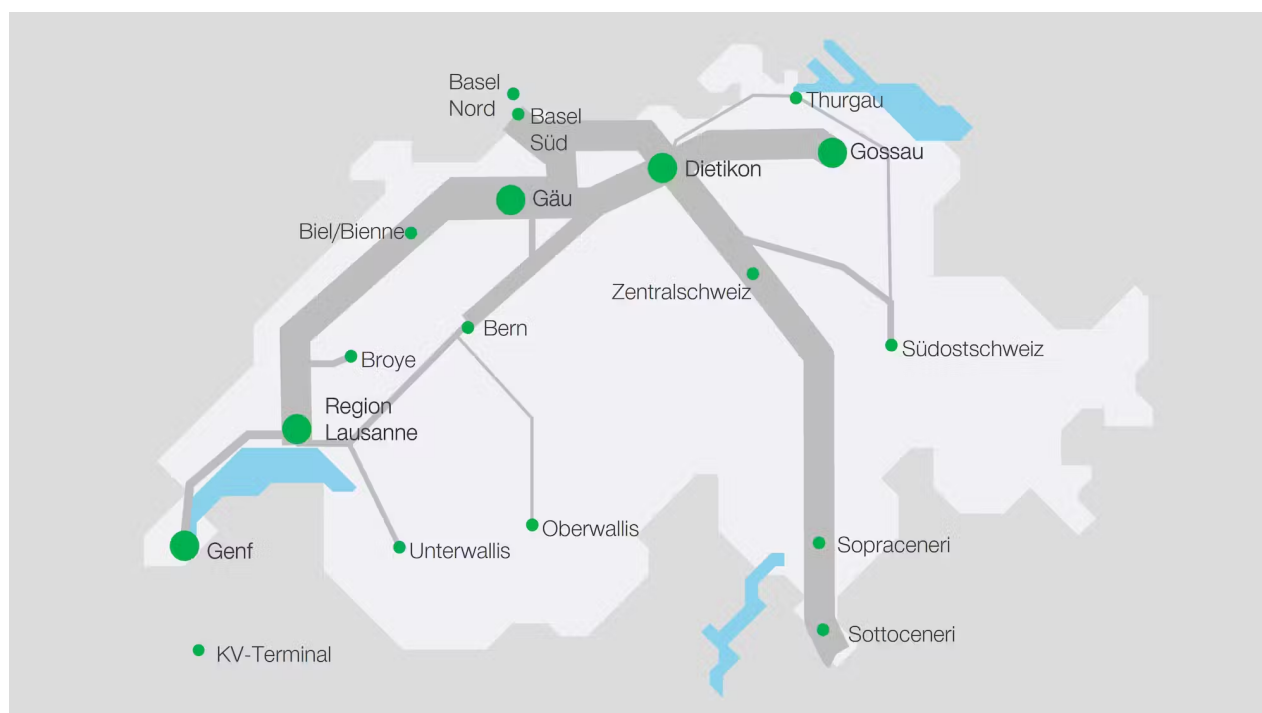 Basel
Nord
Basel
Süd
Thurgau
Gossau
Dietikon
Gäu
Biel/Bienne
Zentralschweiz
Bern
Südostschweiz
Broye
Region
Lausanne
Oberwallis
Sopraceneri
Genf
Unterwallis
Sottoceneri
KV-Terminal